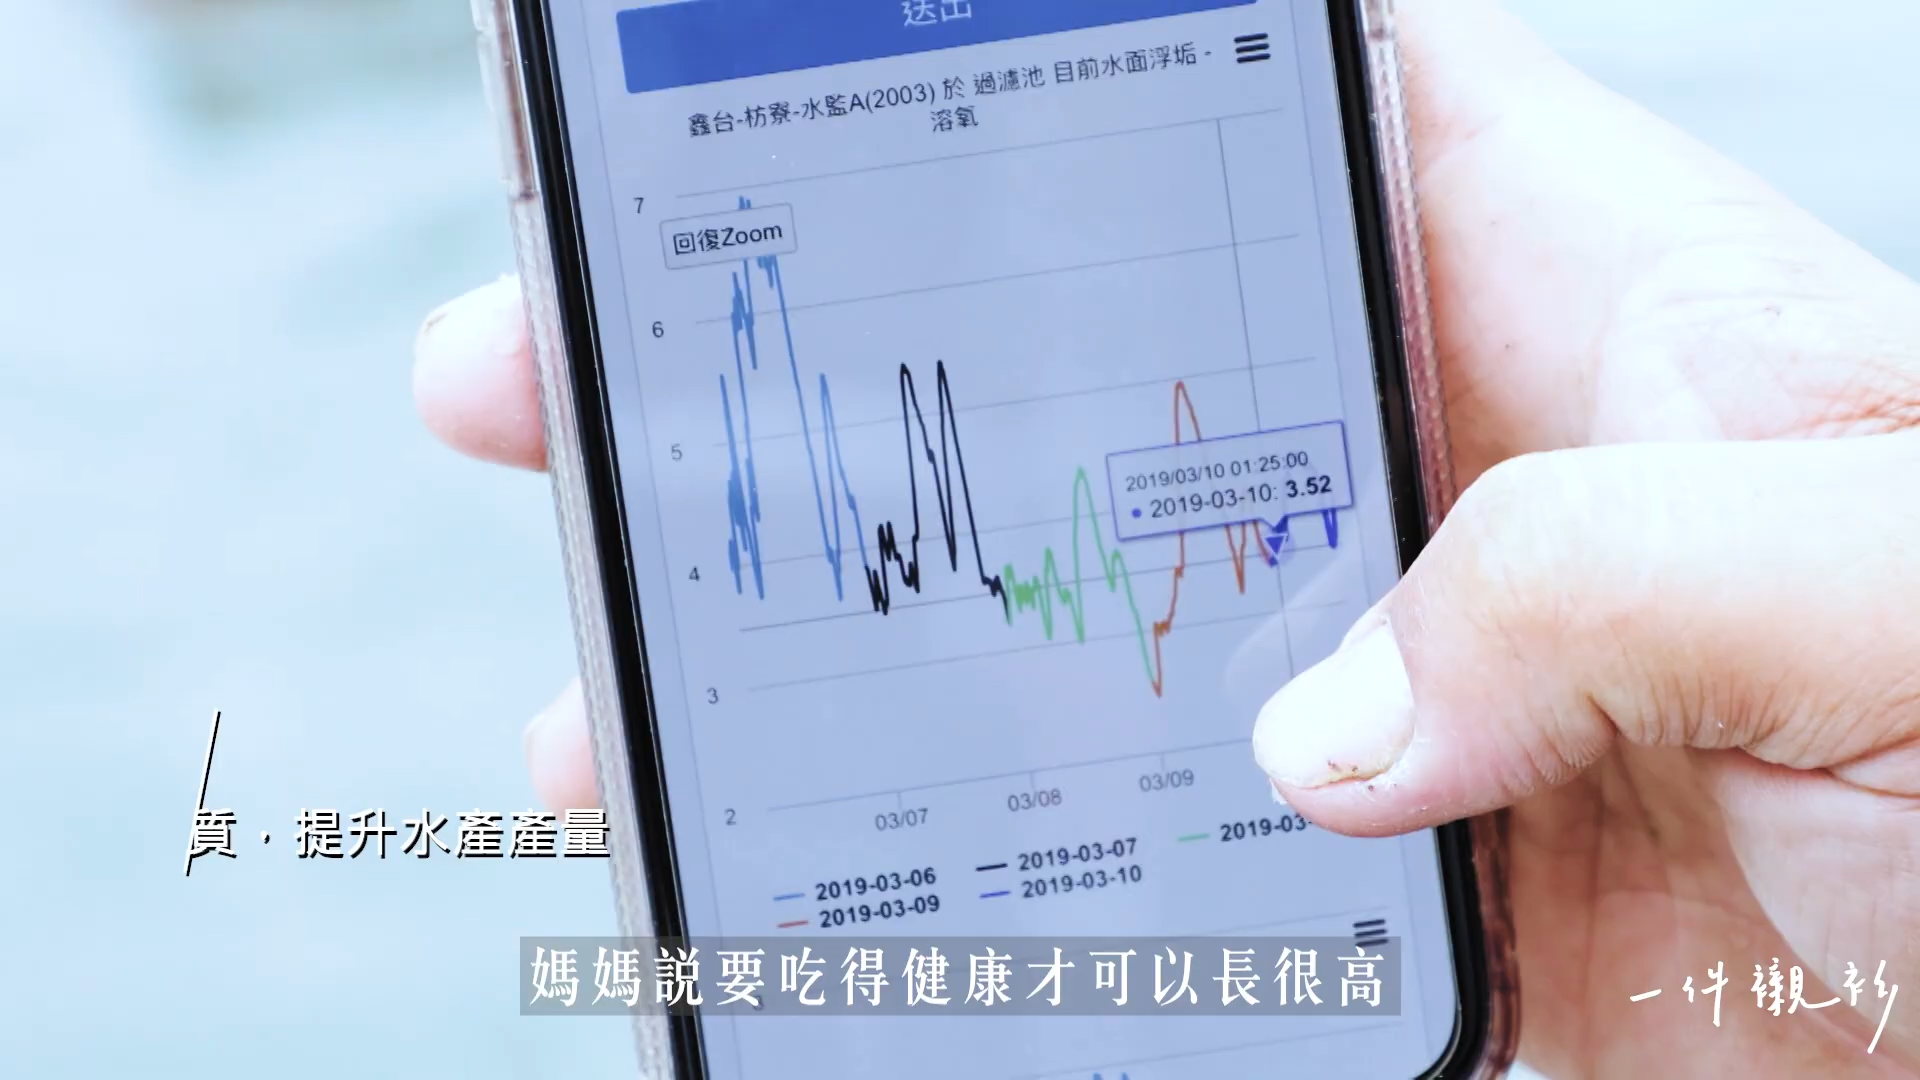 送出
鑫台-枋寮-水監A(2003) 於 過濾池 目前水面浮垢 -
溶氧
7
回復Zoom
6
5
2019/03/10 01:25:00
2019-03-10: 3.52
4
3
2
03/07
03/08
03/09
2019-03-06
2019-03-07
2019-03-
2019-03-09
2019-03-10
質，提升水產產量
媽媽説要吃得健康才可以長很高
一件襯衫